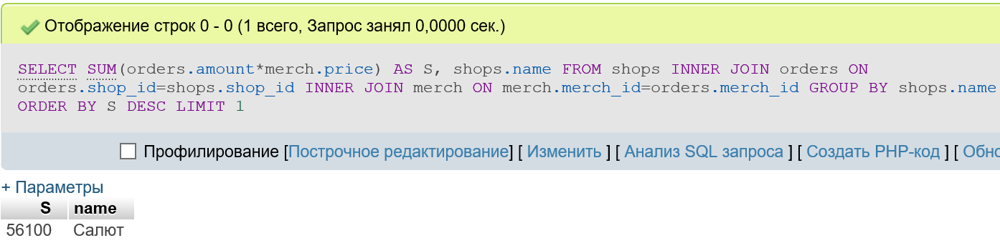 Отображение строк 0 - 0 (1 всего, Запрос занял 0,0000 сек.)
SELECT SUM(orders.amount*merch.price) AS S, shops.name FROM shops INNER JOIN orders ON
orders.shop_id=shops.shop_id INNER JOIN merch ON merch.merch_id=orders.merch_id GROUP BY shops.name
ORDER BY S DESC LIMIT 1
Профилирование [Построчное редактирование] [ Изменить ] [ Анализ SQL запроса ] [ Создать PHP-код ] [
+ Параметры
S name
56100 Салют